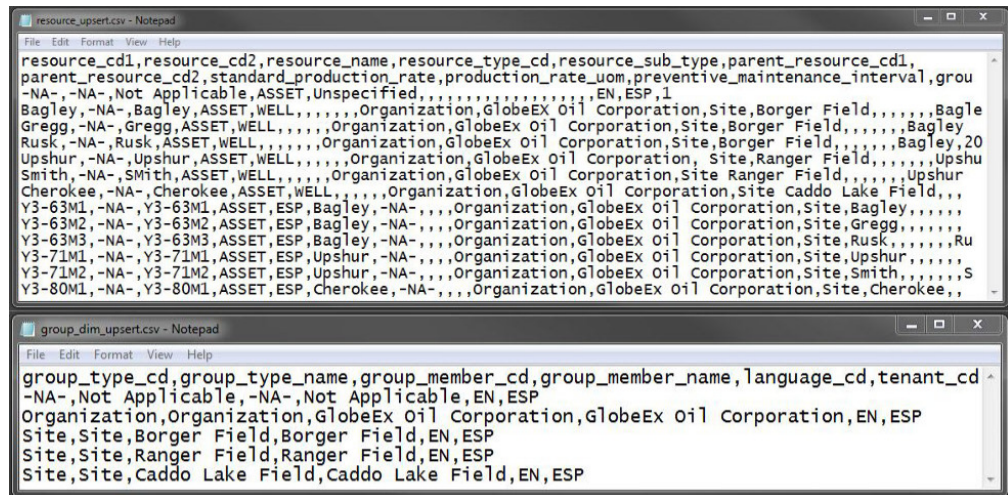 resource_upsert.csv - Notepad
File Edit Format View Help
resource_cd1,resource_cd2,resource_name,resource_type_cd,resource_sub_type,parent_resource_cd1,
parent_resource_cd2,standard_production_rate,production_rate_uom,preventive_maintenance_interval,grou
-NA-,-NA-,Not Applicable,ASSET,Unspecified,,,,,,,,,,,,,,,,,,EN,ESP,1
Bagley,-NA-,Bagley,ASSET,WELL,,,,,,,Organization,GlobeEX Oil Corporation,Site,Borger Field,,,,,,,Bagle
Gregg,-NA-,Gregg,ASSET,WELL,,,,,,Organization,GlobeEx Oil Corporation,Site,Borger Field,,,,,,,Bagley
Rusk,-NA-,Rusk,ASSET,WELL,,,,,,,Organization,GlobeEx Oil Corporation,Site,Borger Field,,,,,,,Bagley,20
Upshur,-NA-,Upshur,ASSET,WELL,,,,,,Organization,GlobeEx Oil Corporation, Site,Ranger Field,,,,,,,Upshu
Smith,-NA-,SMith,ASSET,WELL,,,,,,Organization,GlobeEx Oil Corporation,Site Ranger Field,,,,,,,Upshur
Cherokee,-NA-,Cherokee,ASSET,WELL,,,,,,Organization,GlobeEx Oil Corporation,Site Caddo Lake Field,,,
Y3-63M1,-NA-,Y3-63M1,ASSET,ESP,Bagley,-NA-,,,,Organization,GlobeEx Oil Corporation,Site,Bagley,,,,,,
Y3-63M2,-NA-,Y3-63M2,ASSET,ESP,Bagley,-NA-,,,,Organization,GlobeEx Oil Corporation,Site,Gregg,,,,,,,
Y3-63M3,-NA-,Y3-63M3,ASSET,ESP,Bagley,-NA-,,,,Organization,GlobeEx Oil Corporation,Site,Rusk,,,,,,,Ru
Y3-71M1,-NA-,Y3-71M1,ASSET,ESP,Upshur,-NA-,,,,Organization,GlobeEx Oil Corporation,Site,Upshur,,,,,,
Y3-71M2,-NA-,Y3-71M2,ASSET,ESP,Upshur,-NA-,,,,Organization,GlobeEx Oil Corporation,Site,Smith,,,,,,,S
Y3-80M1,-NA-,Y3-80M1,ASSET,ESP,Cherokee,-NA-,,,,Organization,GlobeEx Oil Corporation,Site,Cherokee,,
group_dim_upsert.csv - Notepad
File Edit Format View Help
group_type_cd,group_type_name,group_member_cd,group_member_name,language_cd,tenant_cd
-NA-,Not Applicable,-NA-,Not Applicable,EN,ESP
Organization,Organization,GlobeEx Oil Corporation,GlobeEx Oil Corporation,EN,ESP
Site,Site,Borger Field,Borger Field,EN,ESP
Site,Site,Ranger Field,Ranger Field,EN,ESP
Site,Site,Caddo Lake Field,Caddo Lake Field,EN,ESP